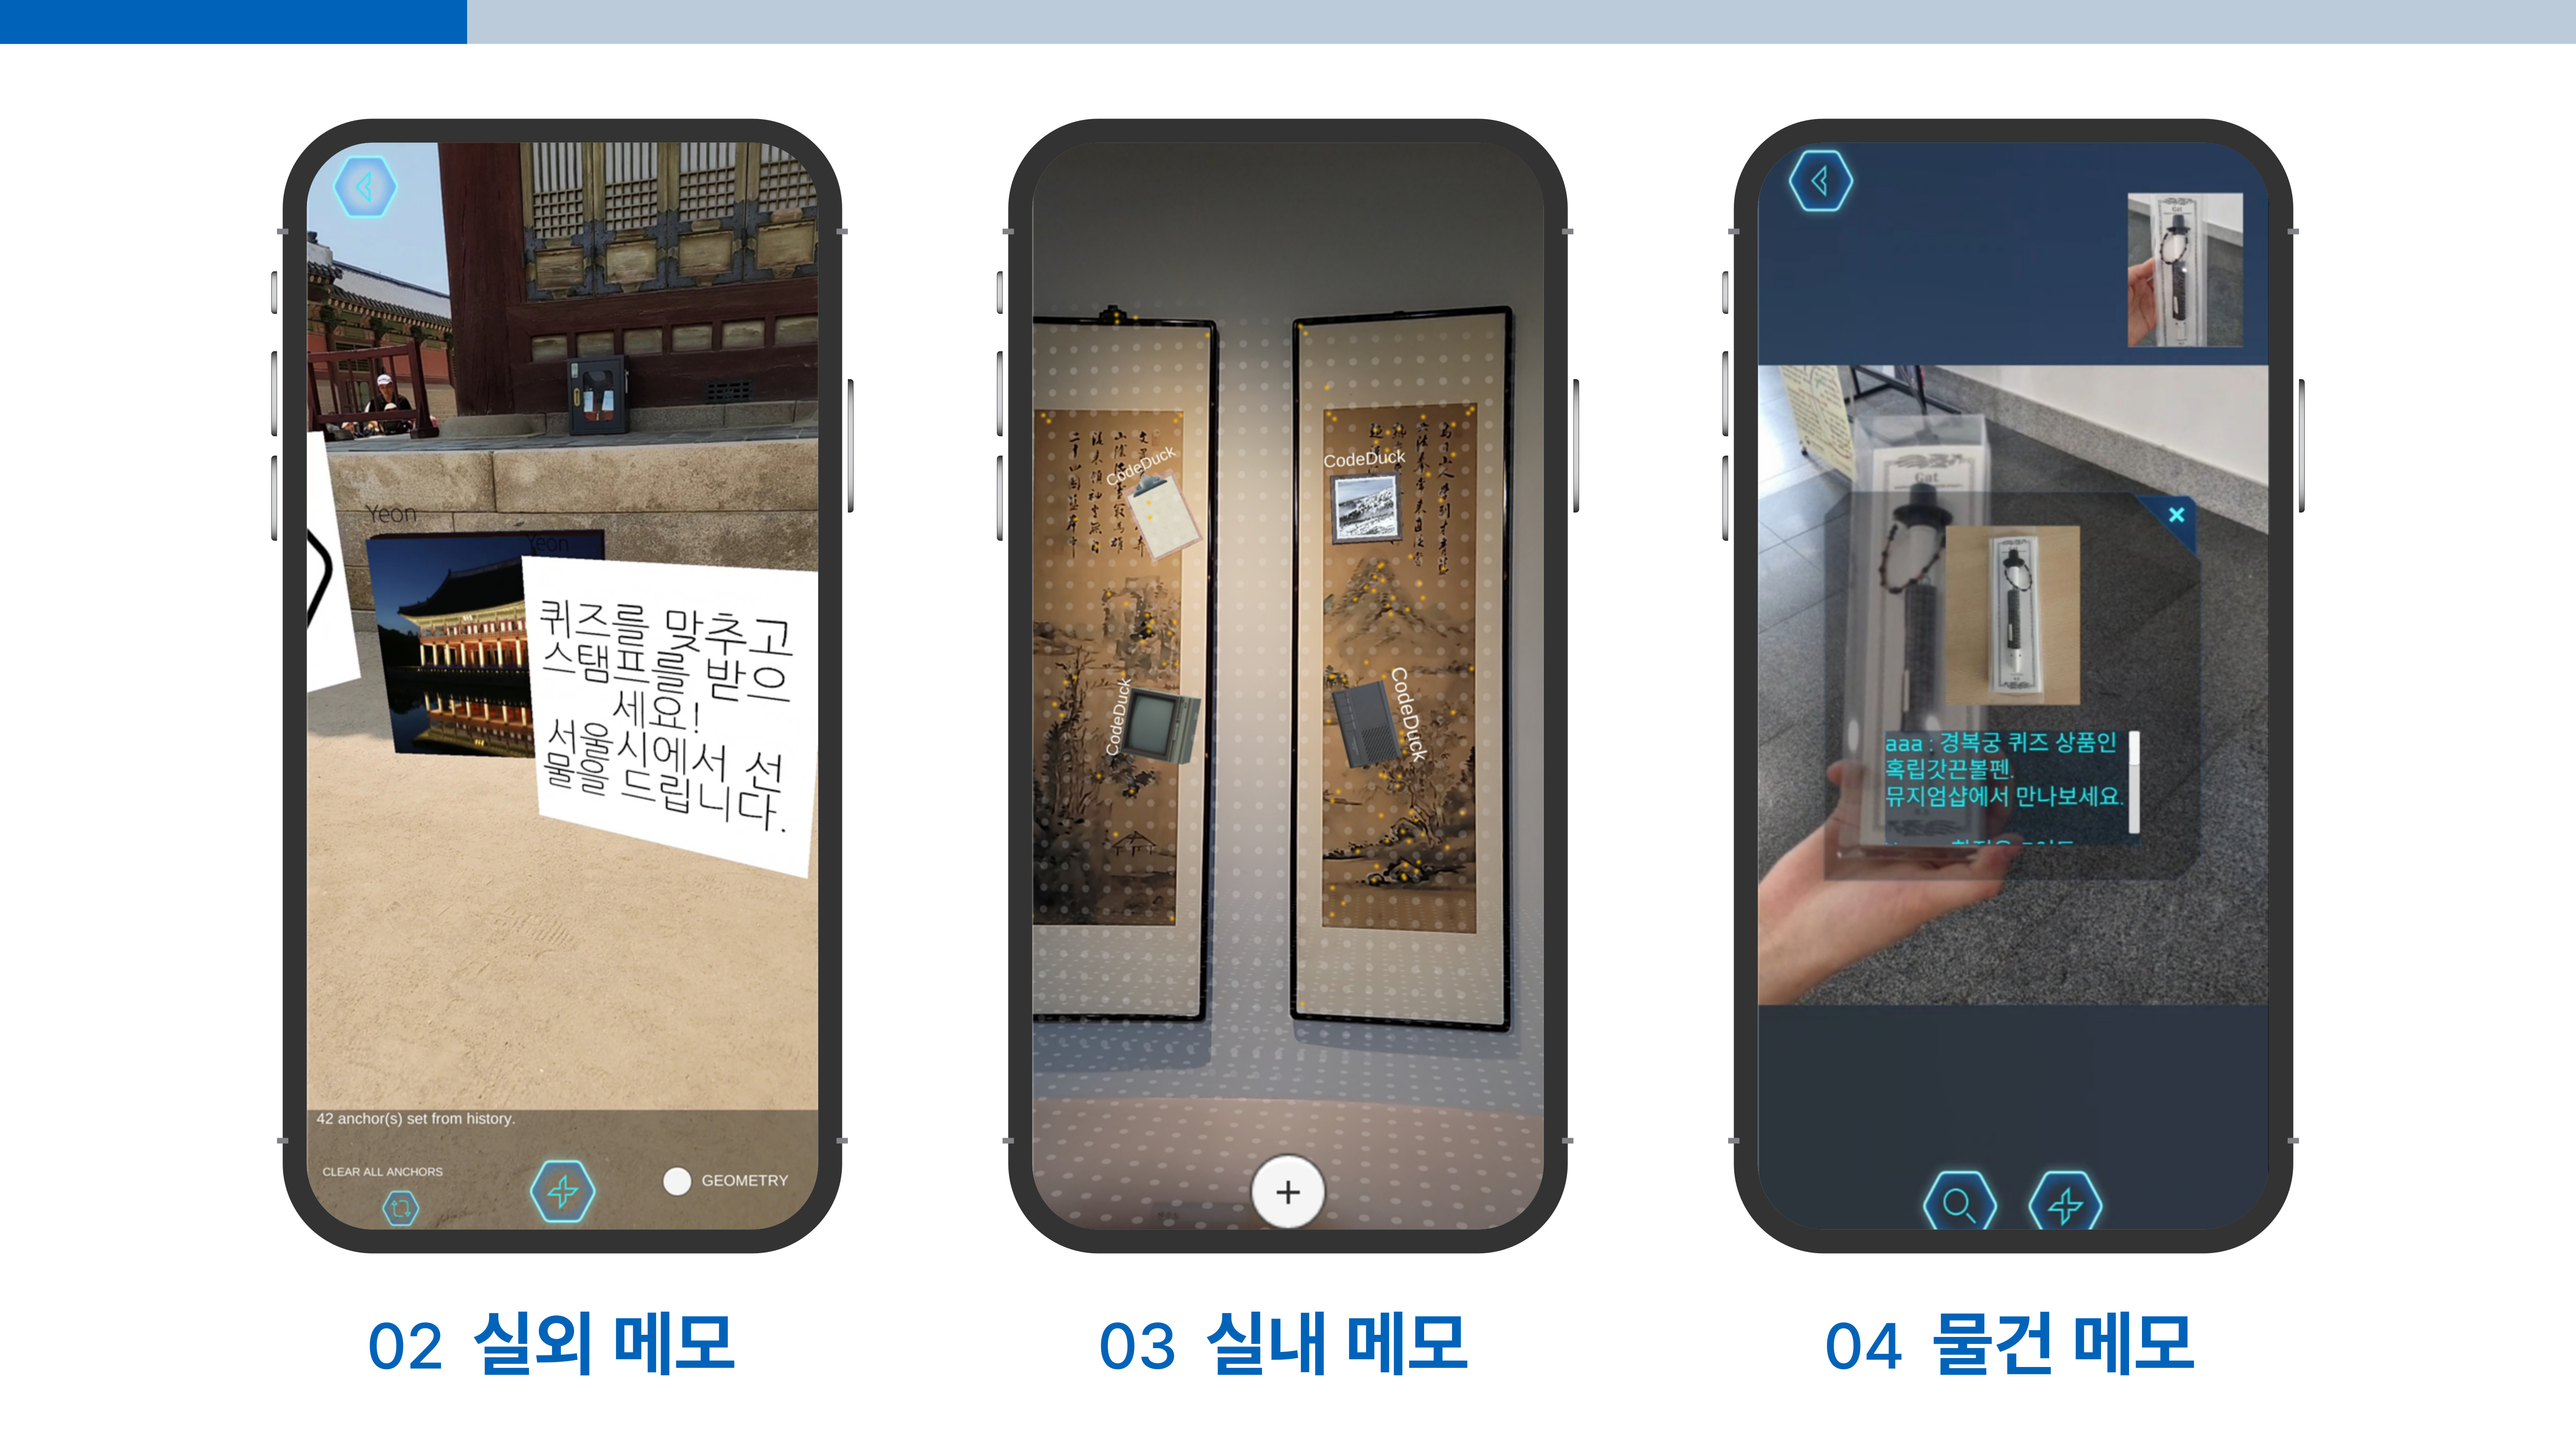 Yeon
Yeon
퀴즈를 맞추고
스탬프를 받으
세요!
서울시에서 선
물을 드립니다.
42 anchor(s) set from history.
CLEAR ALL ANCHORS
GEOMETRY
02 실외 메모
CodeDuck
CodeDuck
CodeDuck
CodeDuck
03 실내 메모
Gat
Gat
aaa : 경복궁 퀴즈 상품인
흑립갓끈볼펜.
뮤지엄샵에서 만나보세요.
04 물건 메모